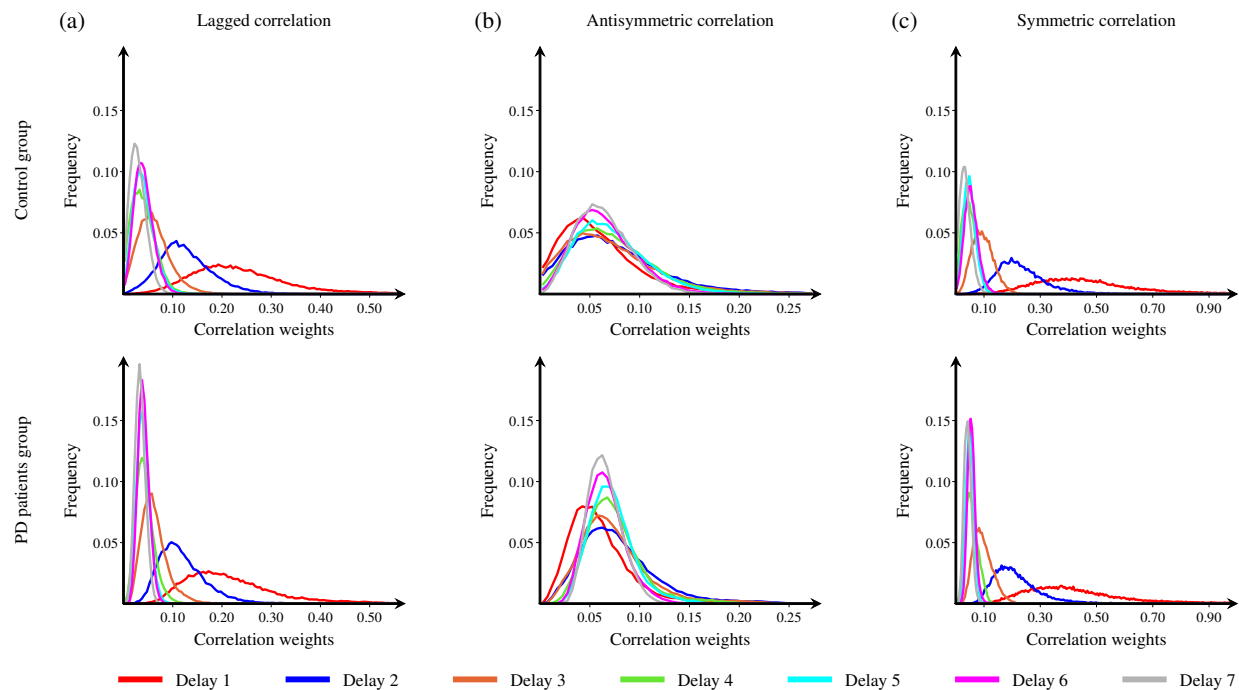 (a) Lagged correlation (b) Antisymmetric correlation (c) Symmetric correlation
Control group
Frequency
0.15
0.10
0.05
0.10 0.20 0.30 0.40 0.50
Correlation weights
Frequency
0.15
0.10
0.05
0.05 0.10 0.15 0.20 0.25
Correlation weights
Frequency
0.15
0.10
0.05
0.10 0.30 0.50 0.70 0.90
Correlation weights
PD patients group
Frequency
0.15
0.10
0.05
0.10 0.20 0.30 0.40 0.50
Correlation weights
Frequency
0.15
0.10
0.05
0.05 0.10 0.15 0.20 0.25
Correlation weights
Frequency
0.15
0.10
0.05
0.10 0.30 0.50 0.70 0.90
Correlation weights
Delay 1 Delay 2 Delay 3 Delay 4 Delay 5 Delay 6 Delay 7